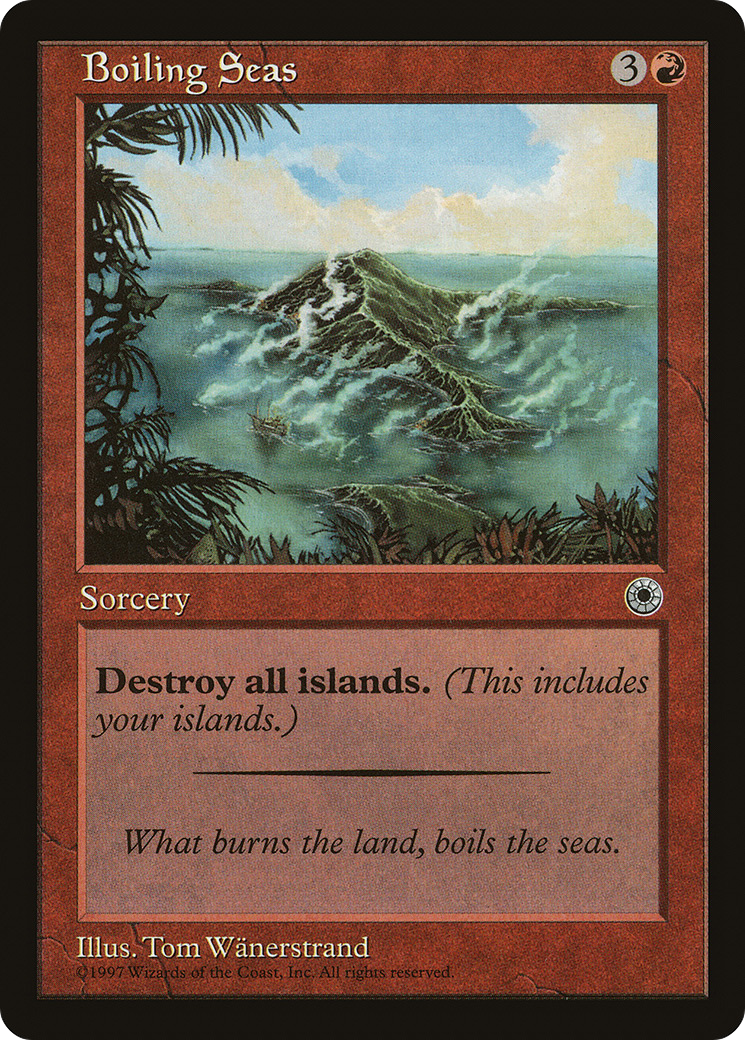 Boiling Seas 3
Sorcery
Destroy all islands. (This includes
your islands.)
What burns the land, boils the seas.
Illus. Tom Wänerstrand
©1997 Wizards of the Coast, Inc. All rights reserved.